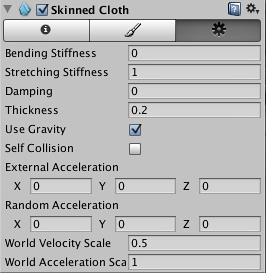 Skinned Cloth
Bending Stiffness 0
Stretching Stiffness 1
Damping 0
Thickness 0.2
Use Gravity
Self Collision
External Acceleration
X 0 Y 0 Z 0
Random Acceleration
X 0 Y 0 Z 0
World Velocity Scale 0.5
World Acceleration Sca 1